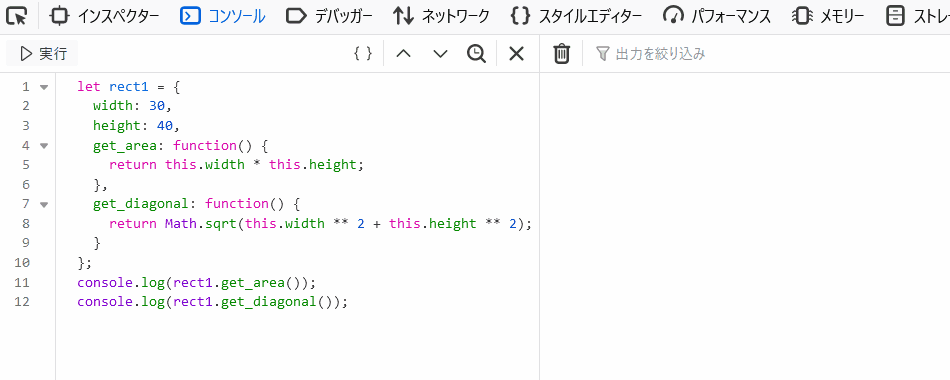 インスペクター コンソール デバッガー ネットワーク スタイルエディター パフォーマンス メモリー ストレ
実行 { } 出力を絞り込み
1 let rect1 = {
2 width: 30,
3 height: 40,
4 get_area: function() {
5 return this.width * this.height;
6 },
7 get_diagonal: function() {
8 return Math.sqrt(this.width ** 2 + this.height ** 2);
9 }
10 };
11 console.log(rect1.get_area());
12 console.log(rect1.get_diagonal());